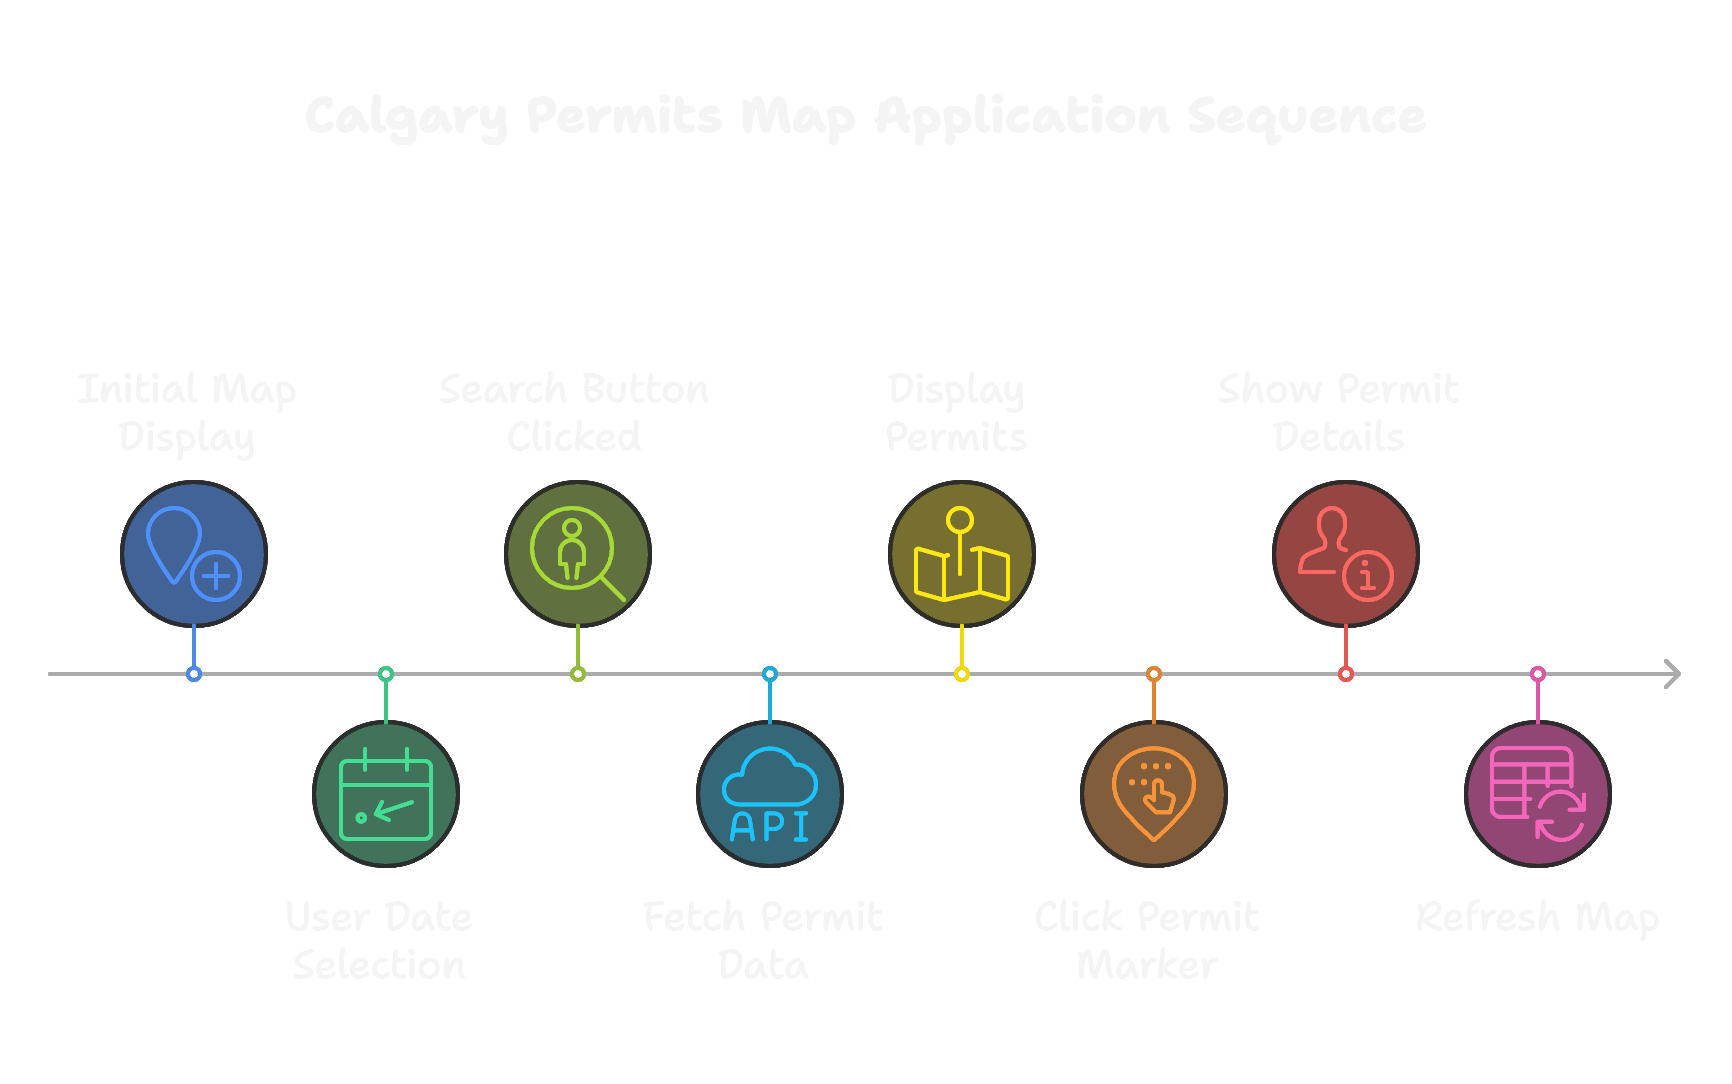 Calgary Permits Map Application Sequence
Initial Map
Display
Search Button
Clicked
Display
Permits
Show Permit
Details
API
User Date
Selection
Fetch Permit
Data
Click Permit
Marker
Refresh Map